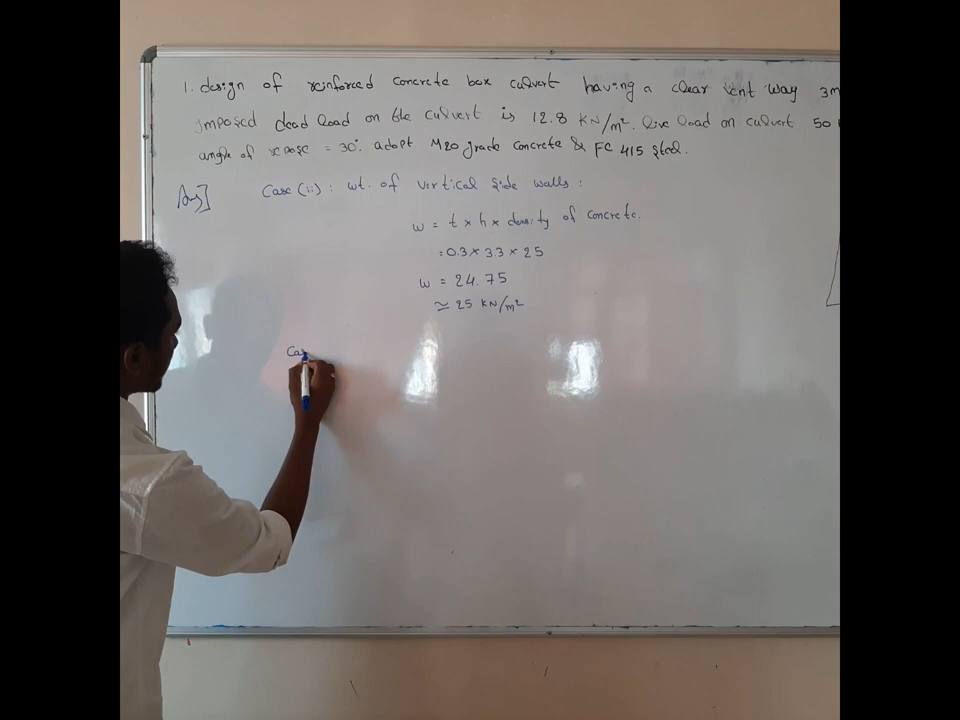 1. design of reinforced concrete box culvert having a clear vent way 3m
imposed dead load on the culvert is 12.8 KN/m². live load on culvert 50
angle of repose = 30°. adopt M20 grade concrete & FC 415 steel.
Ans] Case (ii) : wt. of vertical side walls :
w = t × h × density of concrete.
= 0.3 × 3.3 × 25
w = 24.75
≃ 25 KN/m²
Cas